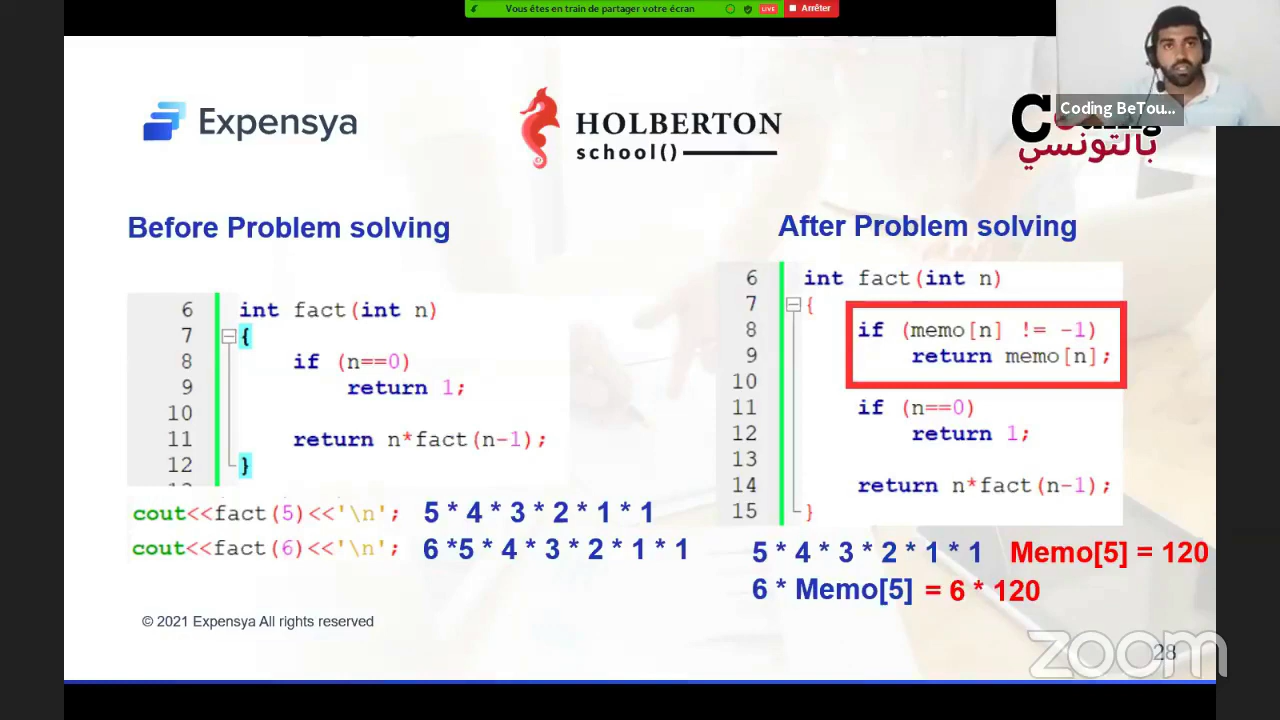 Vous êtes en train de partager votre écran
LIVE
Arrêter
Coding BeTou...
Expensya
HOLBERTON
school()
بالتونسي
Before Problem solving
6 int fact(int n)
7 {
8 if (n==0)
9 return 1;
10
11 return n*fact(n-1);
12 }
cout<<fact(5)<<'\n'; 5 * 4 * 3 * 2 * 1 * 1
cout<<fact(6)<<'\n'; 6 *5 * 4 * 3 * 2 * 1 * 1
After Problem solving
6 int fact(int n)
7 {
8 if (memo[n] != -1)
9 return memo[n];
10
11 if (n==0)
12 return 1;
13
14 return n*fact(n-1);
15 }
5 * 4 * 3 * 2 * 1 * 1 Memo[5] = 120
6 * Memo[5] = 6 * 120
© 2021 Expensya All rights reserved
28
zoom